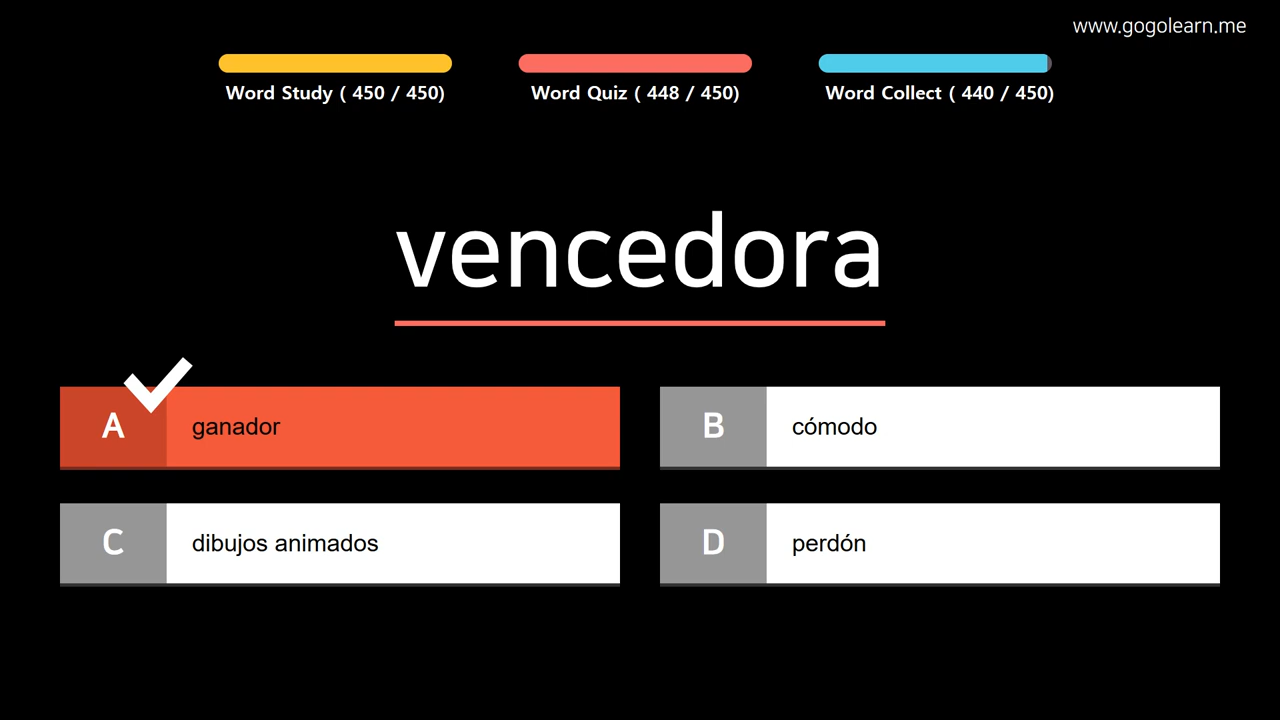 www.gogolearn.me
Word Study ( 450 / 450)
Word Quiz ( 448 / 450)
Word Collect ( 440 / 450)
vencedora
A ganador
B cómodo
C dibujos animados
D perdón